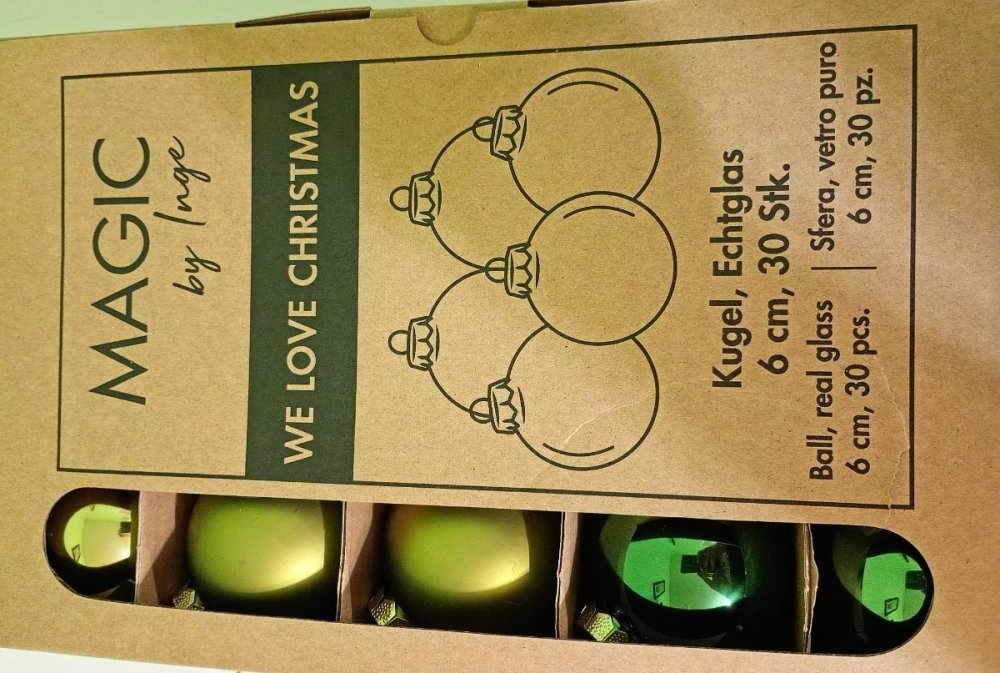 MAGIC
by Inge
WE LOVE CHRISTMAS
Kugel, Echtglas
6 cm, 30 Stk.
Ball, real glass | Sfera, vetro puro
6 cm, 30 pcs. | 6 cm, 30 pz.